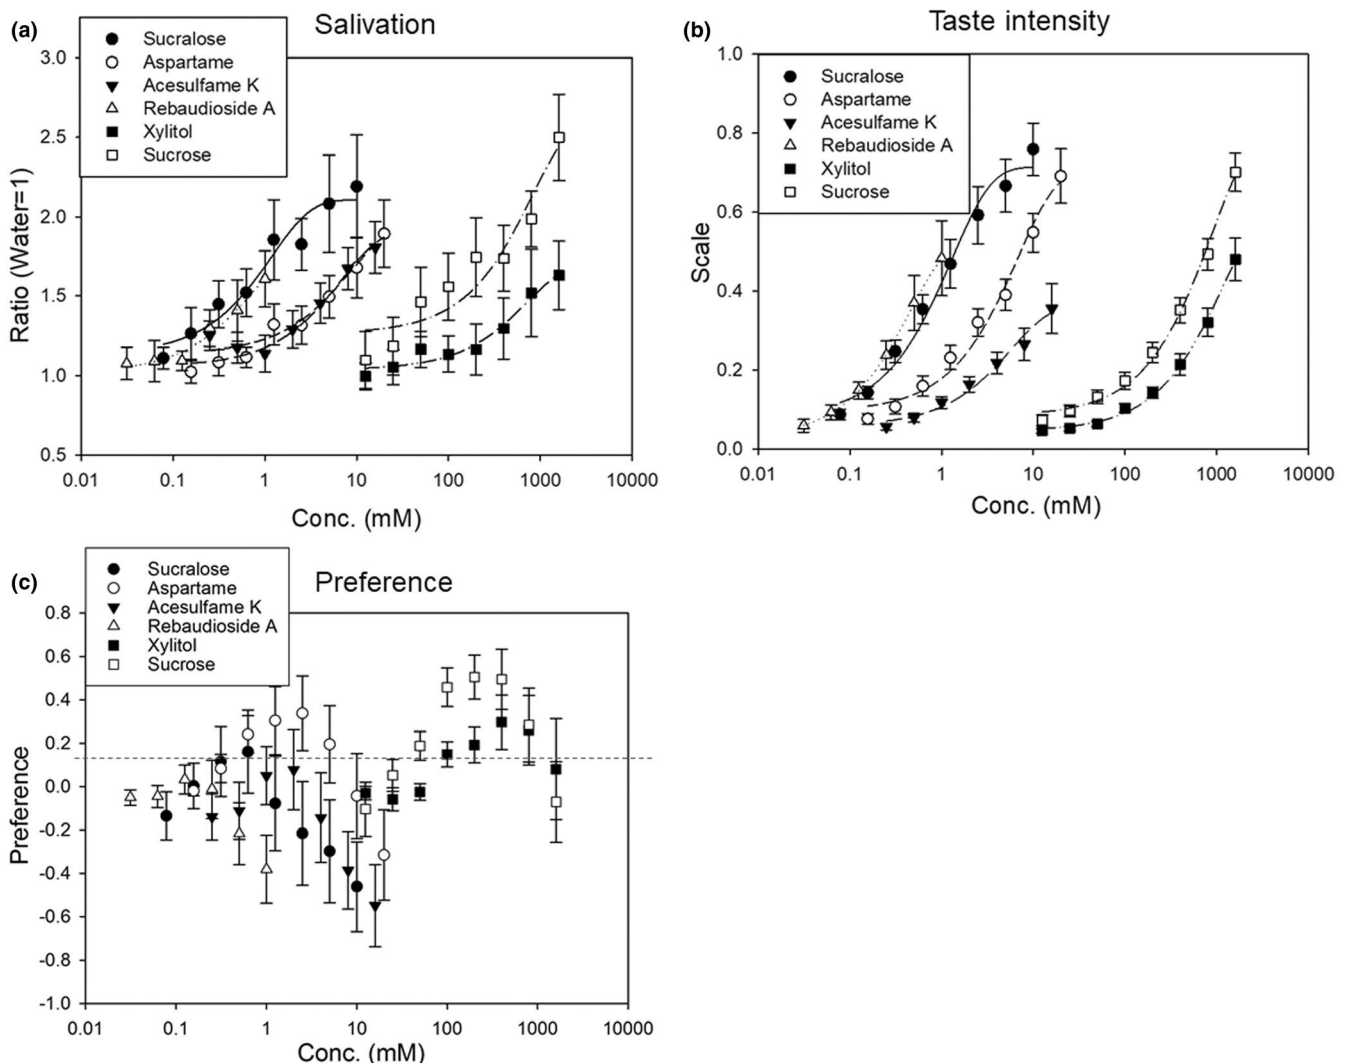 (a)
Salivation
Sucralose
Aspartame
Acesulfame K
Rebaudioside A
Xylitol
Sucrose
Ratio (Water=1)
3.0
2.5
2.0
1.5
1.0
0.5
0.01 0.1 1 10 100 1000 10000
Conc. (mM)
(b)
Taste intensity
Sucralose
Aspartame
Acesulfame K
Rebaudioside A
Xylitol
Sucrose
Scale
1.0
0.8
0.6
0.4
0.2
0.0
0.01 0.1 1 10 100 1000 10000
Conc. (mM)
(c)
Preference
Sucralose
Aspartame
Acesulfame K
Rebaudioside A
Xylitol
Sucrose
Preference
0.8
0.6
0.4
0.2
0.0
-0.2
-0.4
-0.6
-0.8
-1.0
0.01 0.1 1 10 100 1000 10000
Conc. (mM)